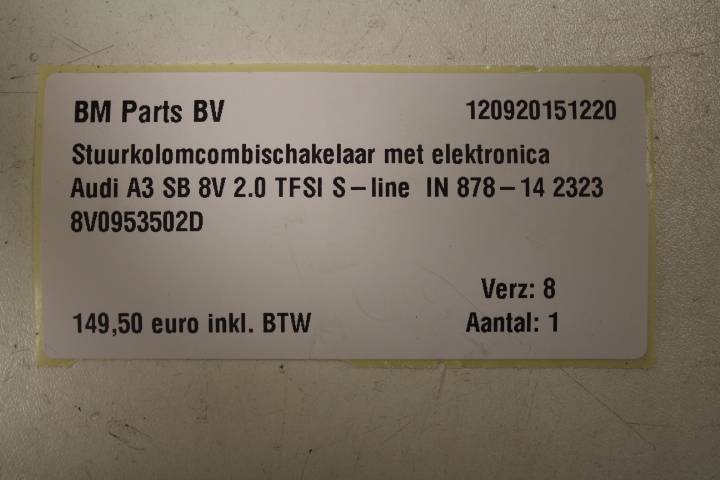 BM Parts BV 120920151220
Stuurkolomcombischakelaar met elektronica
Audi A3 SB 8V 2.0 TFSI S-line IN 878-14 2323
8V0953502D
Verz: 8
149,50 euro inkl. BTW Aantal: 1